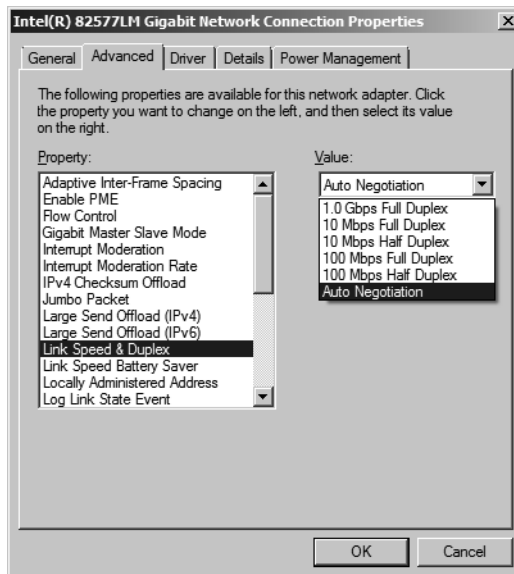 Intel(R) 82577LM Gigabit Network Connection Properties
General Advanced Driver Details Power Management
The following properties are available for this network adapter. Click
the property you want to change on the left, and then select its value
on the right.
Property:
Value:
Adaptive Inter-Frame Spacing
Enable PME
Flow Control
Gigabit Master Slave Mode
Interrupt Moderation
Interrupt Moderation Rate
IPv4 Checksum Offload
Jumbo Packet
Large Send Offload (IPv4)
Large Send Offload (IPv6)
Link Speed & Duplex
Link Speed Battery Saver
Locally Administered Address
Log Link State Event
Auto Negotiation
1.0 Gbps Full Duplex
10 Mbps Full Duplex
10 Mbps Half Duplex
100 Mbps Full Duplex
100 Mbps Half Duplex
Auto Negotiation
OK
Cancel